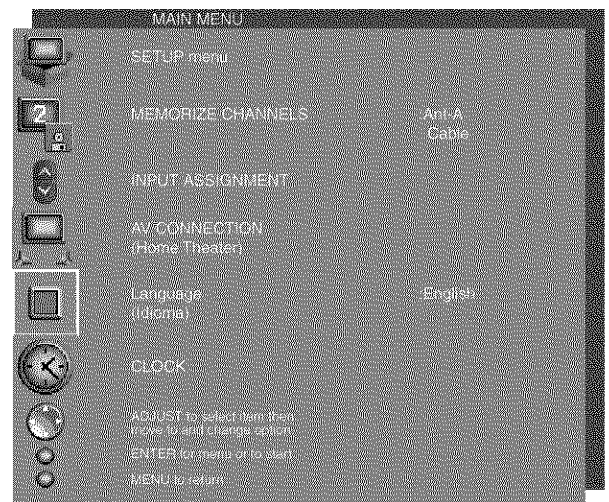 MAIN MENU
SETUP menu
2
MEMORIZE CHANNELS Ant-A
Cable
INPUT ASSIGNMENT
AV CONNECTION
(Home Theater)
Language :English
(Idioma)
CLOCK
ADJUST to select item then
move to and change option
ENTER for menu or to start
MENU to return